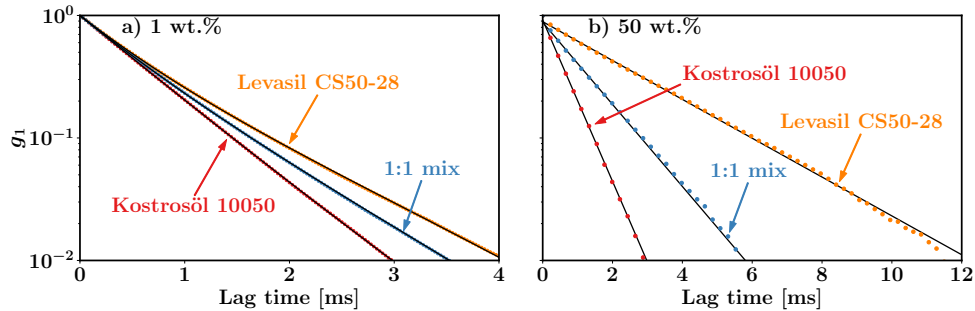 a) 1 wt.%
Levasil CS50-28
1:1 mix
Kostrosöl 10050
g₁
10⁰
10⁻¹
10⁻²
0 1 2 3 4
Lag time [ms]
b) 50 wt.%
Kostrosöl 10050
Levasil CS50-28
1:1 mix
0 2 4 6 8 10 12
Lag time [ms]